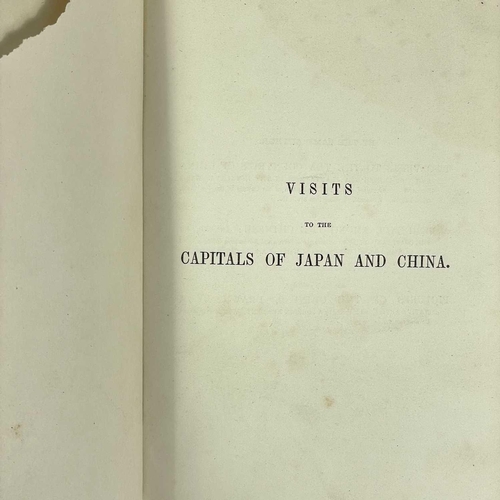 VISITS
TO THE
CAPITALS OF JAPAN AND CHINA.